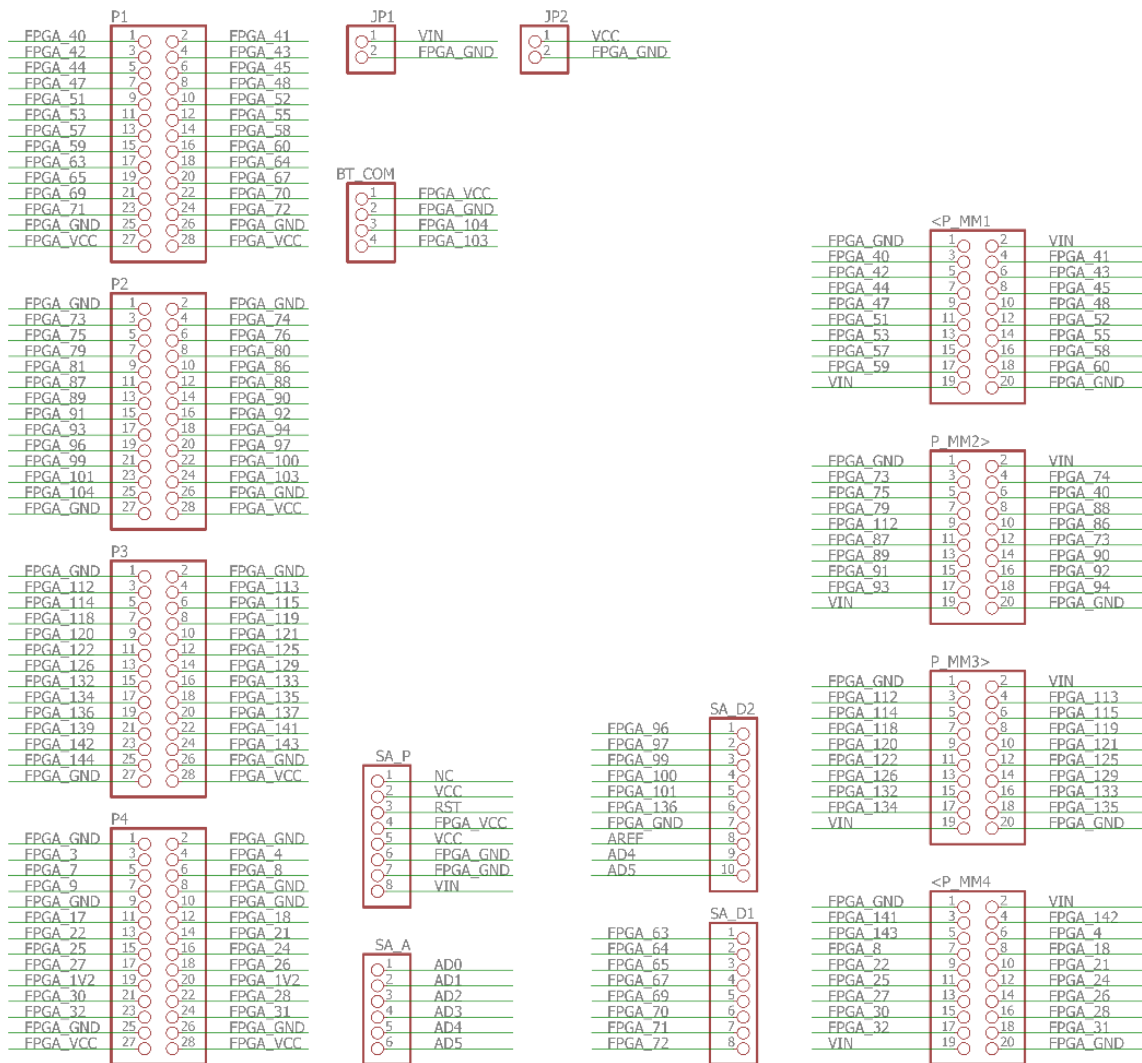 P1
FPGA_40 1 2 FPGA_41
FPGA_42 3 4 FPGA_43
FPGA_44 5 6 FPGA_45
FPGA_47 7 8 FPGA_48
FPGA_51 9 10 FPGA_52
FPGA_53 11 12 FPGA_55
FPGA_57 13 14 FPGA_58
FPGA_59 15 16 FPGA_60
FPGA_63 17 18 FPGA_64
FPGA_65 19 20 FPGA_67
FPGA_69 21 22 FPGA_70
FPGA_71 23 24 FPGA_72
FPGA_GND 25 26 FPGA_GND
FPGA_VCC 27 28 FPGA_VCC
JP1
1 VIN
2 FPGA_GND
JP2
1 VCC
2 FPGA_GND
BT_COM
1 FPGA_VCC
2 FPGA_GND
3 FPGA_104
4 FPGA_103
P2
FPGA_GND 1 2 FPGA_GND
FPGA_73 3 4 FPGA_74
FPGA_75 5 6 FPGA_76
FPGA_79 7 8 FPGA_80
FPGA_81 9 10 FPGA_86
FPGA_87 11 12 FPGA_88
FPGA_89 13 14 FPGA_90
FPGA_91 15 16 FPGA_92
FPGA_93 17 18 FPGA_94
FPGA_96 19 20 FPGA_97
FPGA_99 21 22 FPGA_100
FPGA_101 23 24 FPGA_103
FPGA_104 25 26 FPGA_GND
FPGA_GND 27 28 FPGA_VCC
P3
FPGA_GND 1 2 FPGA_GND
FPGA_112 3 4 FPGA_113
FPGA_114 5 6 FPGA_115
FPGA_118 7 8 FPGA_119
FPGA_120 9 10 FPGA_121
FPGA_122 11 12 FPGA_125
FPGA_126 13 14 FPGA_129
FPGA_132 15 16 FPGA_133
FPGA_134 17 18 FPGA_135
FPGA_136 19 20 FPGA_137
FPGA_139 21 22 FPGA_141
FPGA_142 23 24 FPGA_143
FPGA_144 25 26 FPGA_GND
FPGA_GND 27 28 FPGA_VCC
P4
FPGA_GND 1 2 FPGA_GND
FPGA_3 3 4 FPGA_4
FPGA_7 5 6 FPGA_8
FPGA_9 7 8 FPGA_GND
FPGA_GND 9 10 FPGA_GND
FPGA_17 11 12 FPGA_18
FPGA_22 13 14 FPGA_21
FPGA_25 15 16 FPGA_24
FPGA_27 17 18 FPGA_26
FPGA_1V2 19 20 FPGA_1V2
FPGA_30 21 22 FPGA_28
FPGA_32 23 24 FPGA_31
FPGA_GND 25 26 FPGA_GND
FPGA_VCC 27 28 FPGA_VCC
SA_P
1 NC
2 VCC
3 RST
4 FPGA_VCC
5 VCC
6 FPGA_GND
7 FPGA_GND
8 VIN
SA_A
1 AD0
2 AD1
3 AD2
4 AD3
5 AD4
6 AD5
SA_D2
FPGA_96 1
FPGA_97 2
FPGA_99 3
FPGA_100 4
FPGA_101 5
FPGA_136 6
FPGA_GND 7
AREF 8
AD4 9
AD5 10
SA_D1
FPGA_63 1
FPGA_64 2
FPGA_65 3
FPGA_67 4
FPGA_69 5
FPGA_70 6
FPGA_71 7
FPGA_72 8
<P_MM1
FPGA_GND 1 2 VIN
FPGA_40 3 4 FPGA_41
FPGA_42 5 6 FPGA_43
FPGA_44 7 8 FPGA_45
FPGA_47 9 10 FPGA_48
FPGA_51 11 12 FPGA_52
FPGA_53 13 14 FPGA_55
FPGA_57 15 16 FPGA_58
FPGA_59 17 18 FPGA_60
VIN 19 20 FPGA_GND
P_MM2>
FPGA_GND 1 2 VIN
FPGA_73 3 4 FPGA_74
FPGA_75 5 6 FPGA_40
FPGA_79 7 8 FPGA_88
FPGA_112 9 10 FPGA_86
FPGA_87 11 12 FPGA_73
FPGA_89 13 14 FPGA_90
FPGA_91 15 16 FPGA_92
FPGA_93 17 18 FPGA_94
VIN 19 20 FPGA_GND
P_MM3>
FPGA_GND 1 2 VIN
FPGA_112 3 4 FPGA_113
FPGA_114 5 6 FPGA_115
FPGA_118 7 8 FPGA_119
FPGA_120 9 10 FPGA_121
FPGA_122 11 12 FPGA_125
FPGA_126 13 14 FPGA_129
FPGA_132 15 16 FPGA_133
FPGA_134 17 18 FPGA_135
VIN 19 20 FPGA_GND
<P_MM4
FPGA_GND 1 2 VIN
FPGA_141 3 4 FPGA_142
FPGA_143 5 6 FPGA_4
FPGA_8 7 8 FPGA_18
FPGA_22 9 10 FPGA_21
FPGA_25 11 12 FPGA_24
FPGA_27 13 14 FPGA_26
FPGA_30 15 16 FPGA_28
FPGA_32 17 18 FPGA_31
VIN 19 20 FPGA_GND